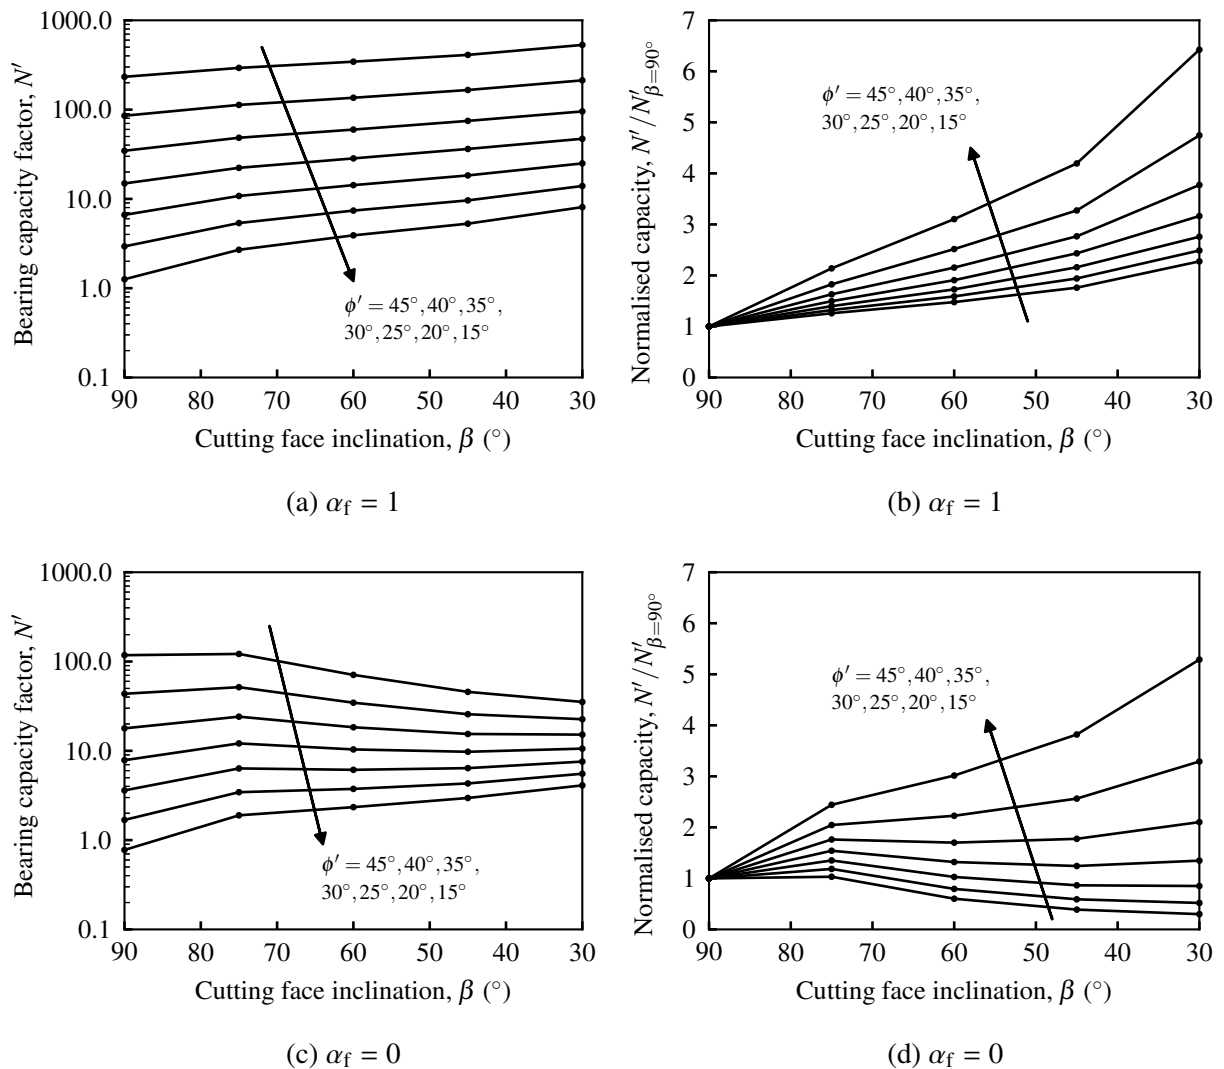 Bearing capacity factor, N′
1000.0
100.0
10.0
1.0
0.1
ϕ′ = 45°, 40°, 35°,
30°, 25°, 20°, 15°
90 80 70 60 50 40 30
Cutting face inclination, β (°)
(a) αf = 1
Normalised capacity, N′/N′β=90°
7
6
5
4
3
2
1
0
ϕ′ = 45°, 40°, 35°,
30°, 25°, 20°, 15°
90 80 70 60 50 40 30
Cutting face inclination, β (°)
(b) αf = 1
Bearing capacity factor, N′
1000.0
100.0
10.0
1.0
0.1
ϕ′ = 45°, 40°, 35°,
30°, 25°, 20°, 15°
90 80 70 60 50 40 30
Cutting face inclination, β (°)
(c) αf = 0
Normalised capacity, N′/N′β=90°
7
6
5
4
3
2
1
0
ϕ′ = 45°, 40°, 35°,
30°, 25°, 20°, 15°
90 80 70 60 50 40 30
Cutting face inclination, β (°)
(d) αf = 0